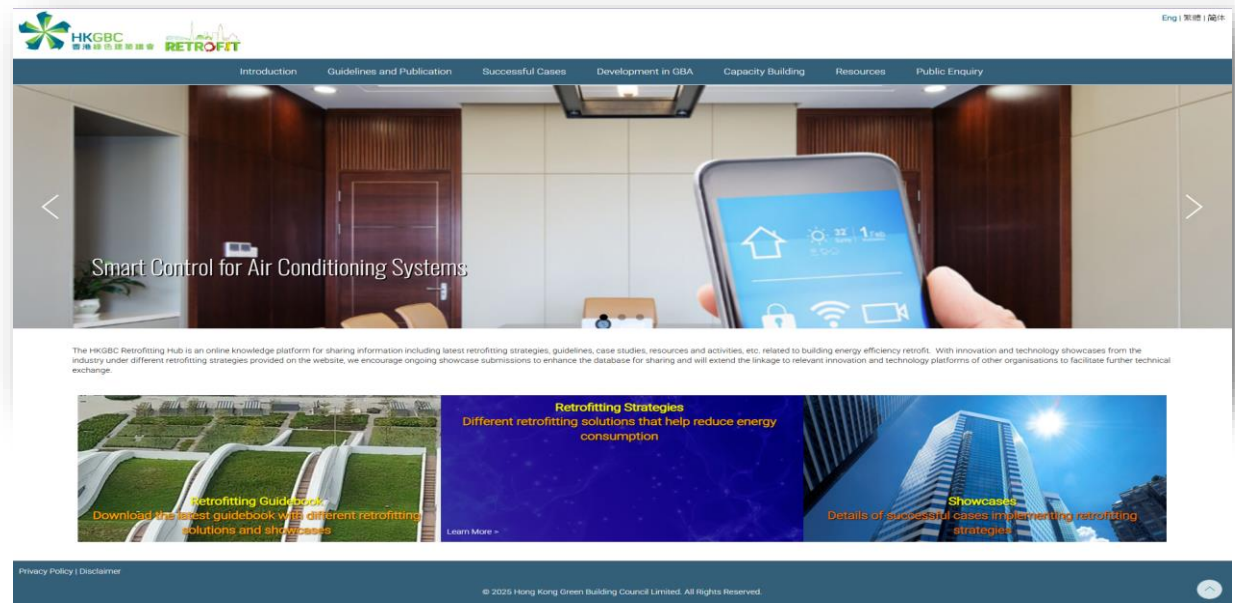 Eng | 繁體 | 简体
HKGBC
香港綠色建築議會
RETROFIT
Introduction Guidelines and Publication Successful Cases Development in GBA Capacity Building Resources Public Enquiry
32° 1 Feb
Smart Control for Air Conditioning Systems
The HKGBC Retrofitting Hub is an online knowledge platform for sharing information including latest retrofitting strategies, guidelines, case studies, resources and activities, etc. related to building energy efficiency retrofit. With innovation and technology showcases from the
industry under different retrofitting strategies provided on the website, we encourage ongoing showcase submissions to enhance the database for sharing and will extend the linkage to relevant innovation and technology platforms of other organisations to facilitate further technical
exchange.
Retrofitting Guidebook
Download the latest guidebook with different retrofitting
solutions and showcases
Retrofitting Strategies
Different retrofitting solutions that help reduce energy
consumption
Learn More »
Showcases
Details of successful cases implementing retrofitting
strategies
Privacy Policy | Disclaimer
© 2025 Hong Kong Green Building Council Limited. All Rights Reserved.